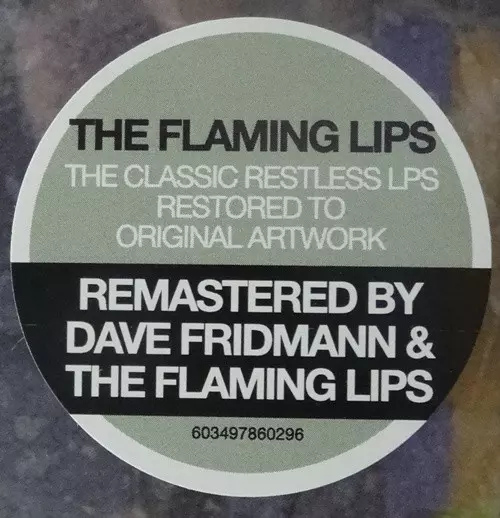 THE FLAMING LIPS
THE CLASSIC RESTLESS LPS
RESTORED TO
ORIGINAL ARTWORK
REMASTERED BY
DAVE FRIDMANN &
THE FLAMING LIPS
603497860296